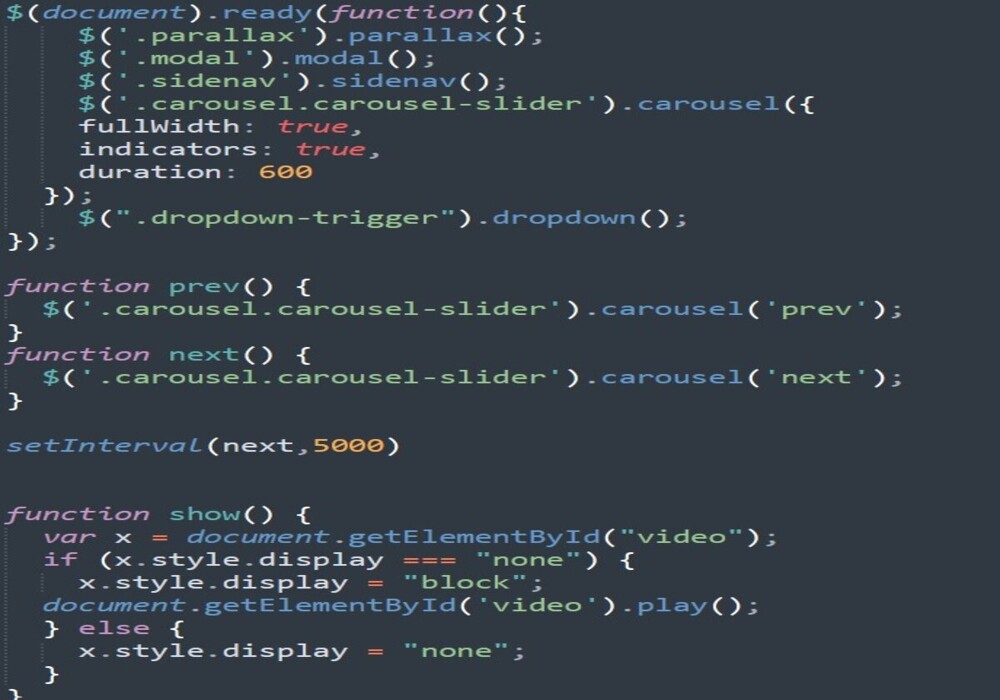 $(document).ready(function(){
$('.parallax').parallax();
$('.modal').modal();
$('.sidenav').sidenav();
$('.carousel.carousel-slider').carousel({
fullWidth: true,
indicators: true,
duration: 600
});
$(".dropdown-trigger").dropdown();
});
function prev() {
$('.carousel.carousel-slider').carousel('prev');
}
function next() {
$('.carousel.carousel-slider').carousel('next');
}
setInterval(next,5000)
function show() {
var x = document.getElementById("video");
if (x.style.display === "none") {
x.style.display = "block";
document.getElementById('video').play();
} else {
x.style.display = "none";
}
}